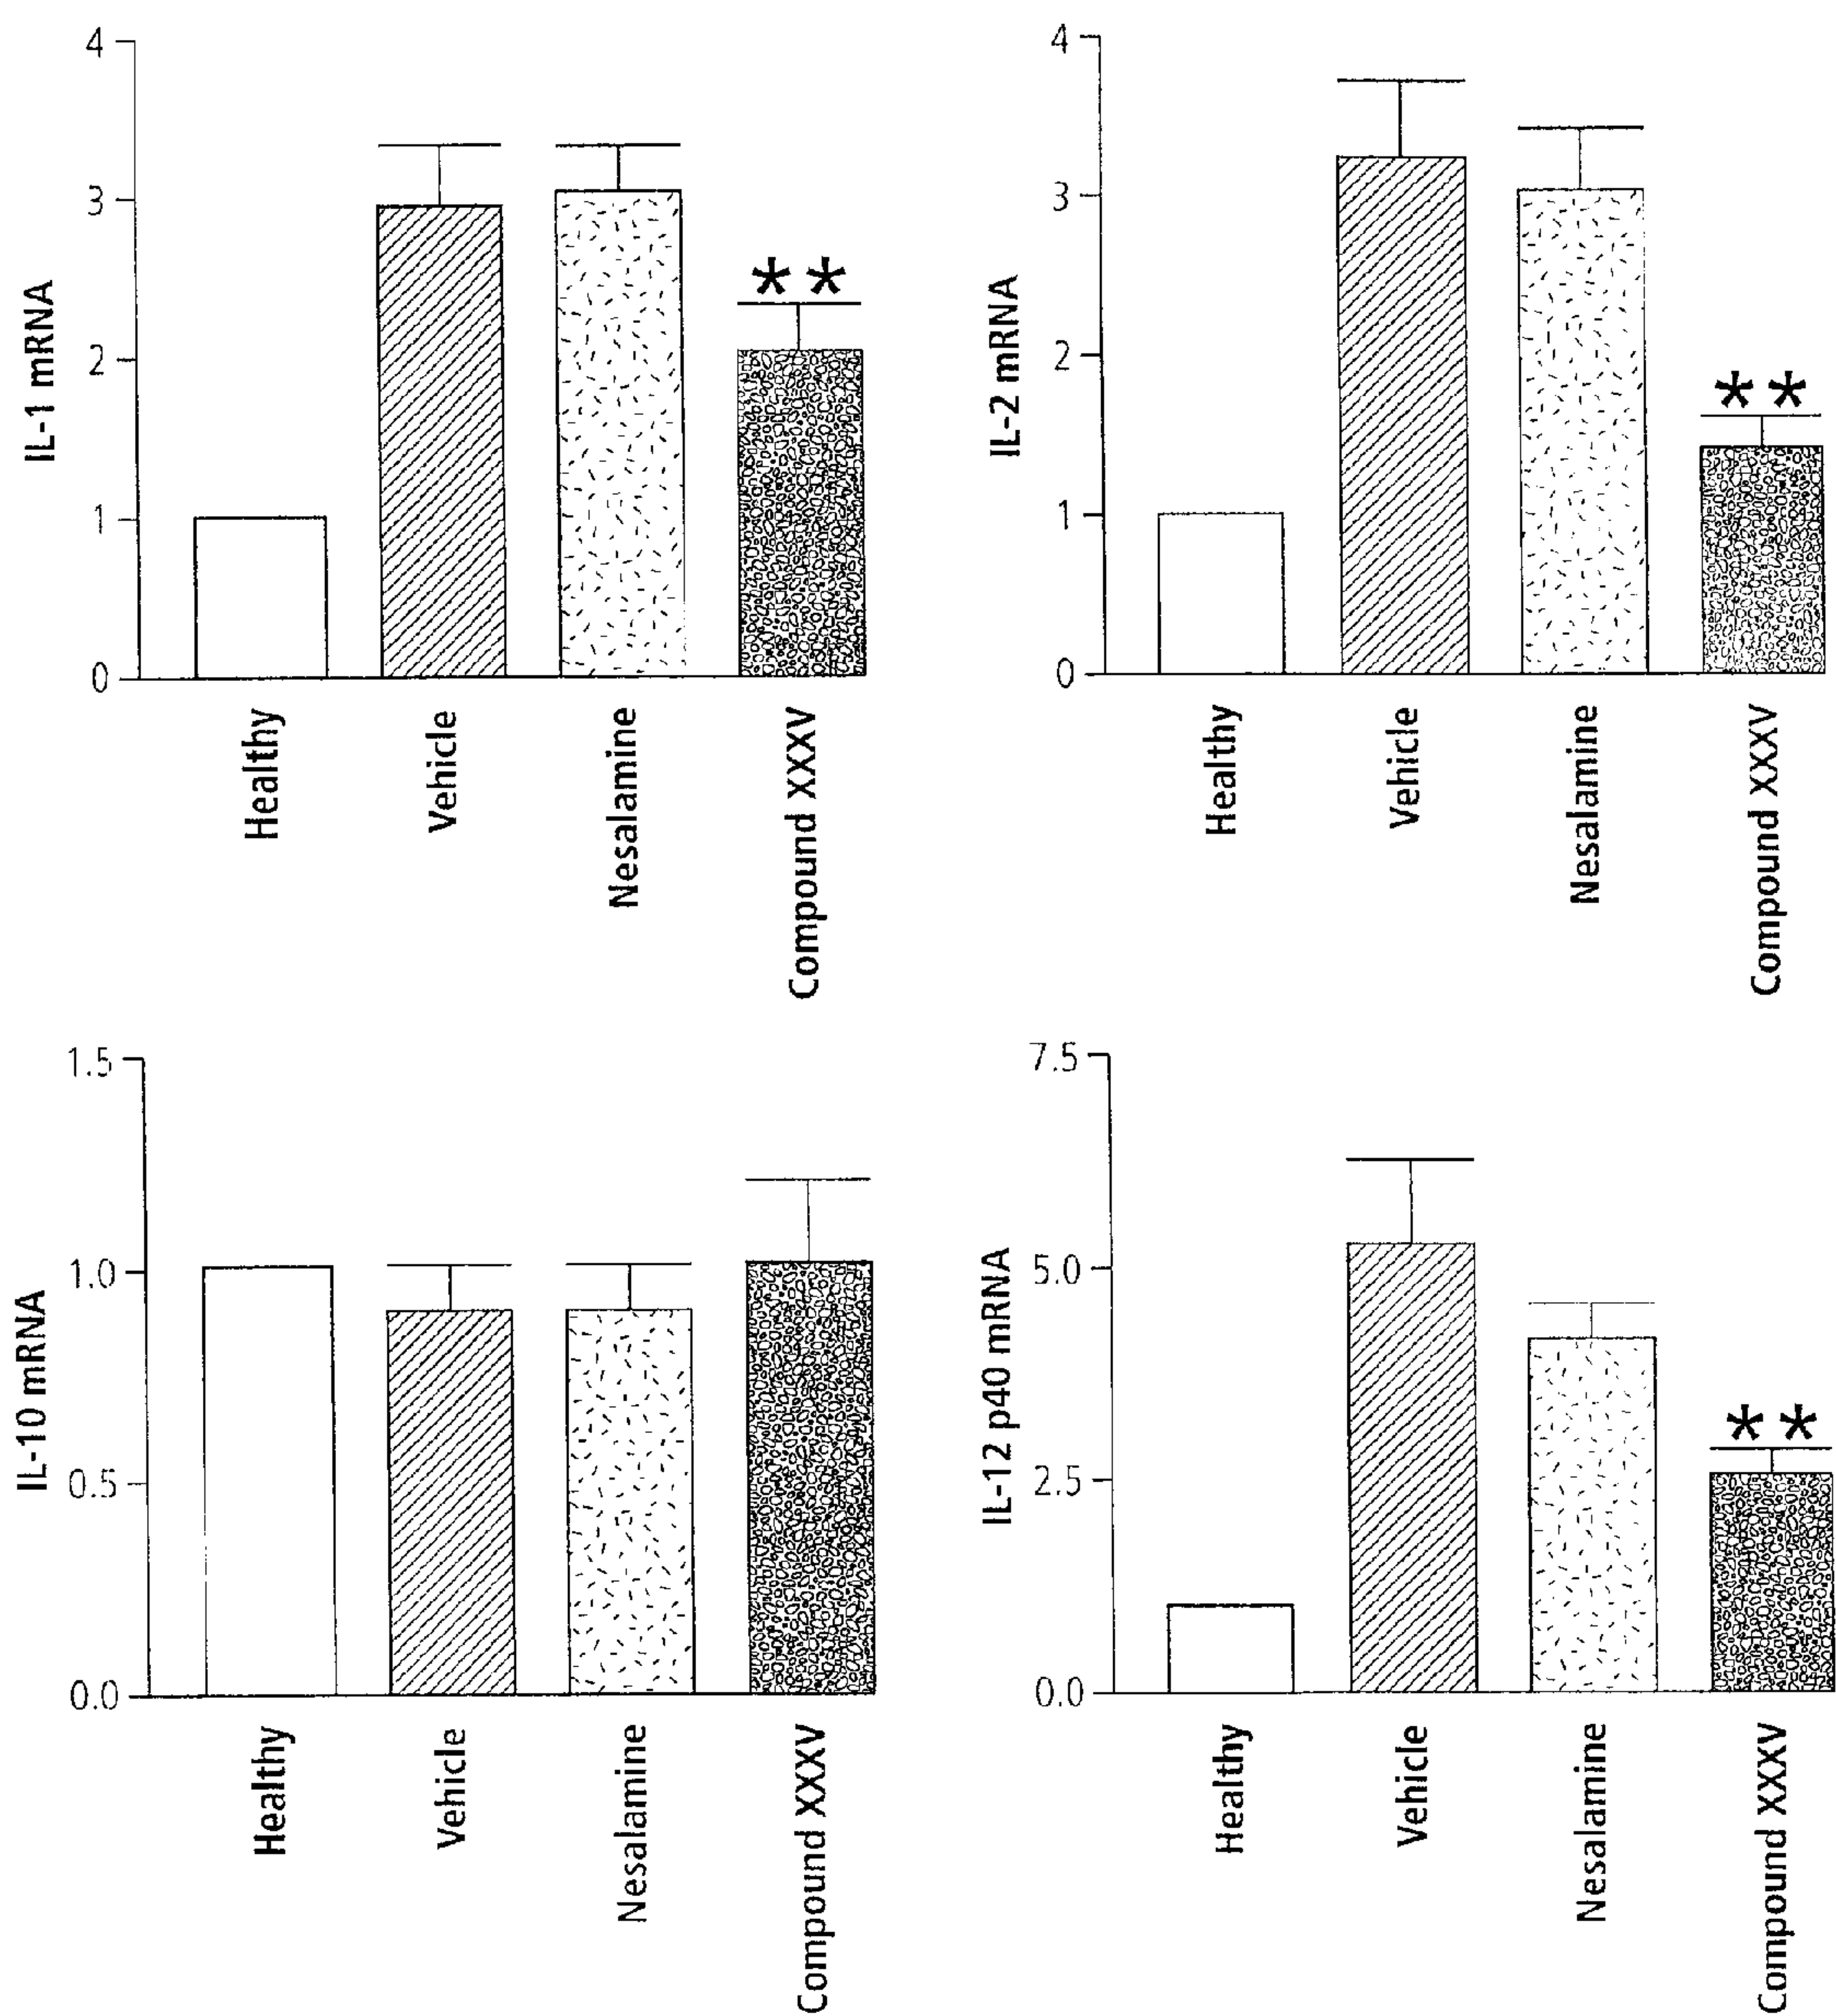 4
3
2
1
0
IL-1 mRNA
**
Healthy
Vehicle
Nesalamine
Compound XXXV
4
3
2
1
0
IL-2 mRNA
**
Healthy
Vehicle
Nesalamine
Compound XXXV
1.5
1.0
0.5
0.0
IL-10 mRNA
Healthy
Vehicle
Nesalamine
Compound XXXV
7.5
5.0
2.5
0.0
IL-12 p40 mRNA
**
Healthy
Vehicle
Nesalamine
Compound XXXV